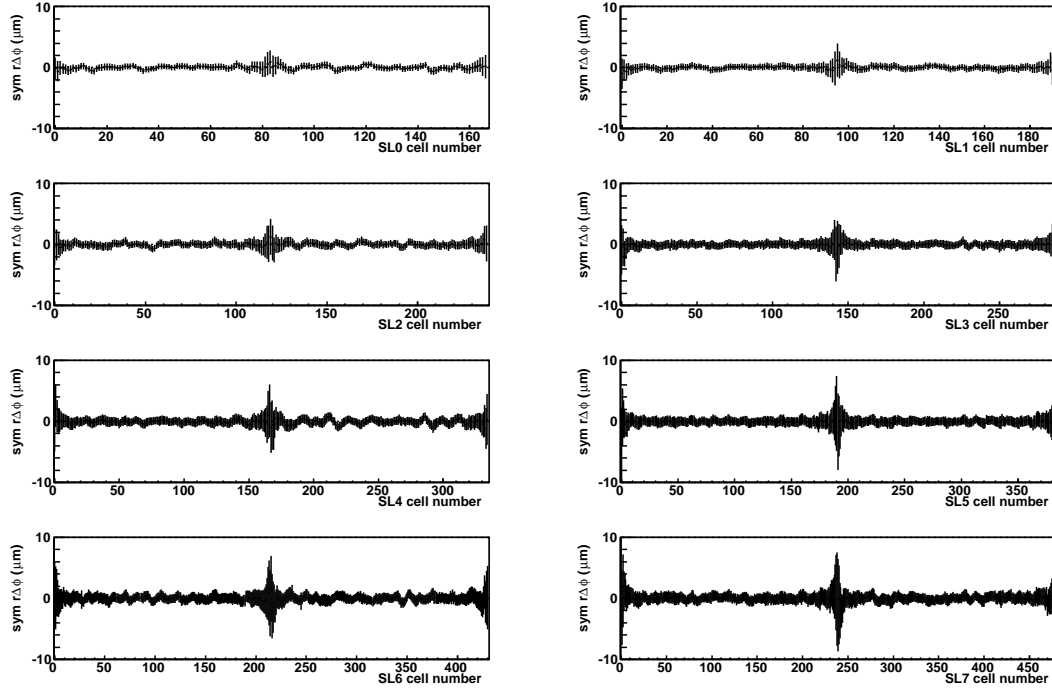 10
0
-10
sym rΔϕ (μm)
0 20 40 60 80 100 120 140 160
SL0 cell number
10
0
-10
sym rΔϕ (μm)
0 20 40 60 80 100 120 140 160 180
SL1 cell number
10
0
-10
sym rΔϕ (μm)
0 50 100 150 200
SL2 cell number
10
0
-10
sym rΔϕ (μm)
0 50 100 150 200 250
SL3 cell number
10
0
-10
sym rΔϕ (μm)
0 50 100 150 200 250 300
SL4 cell number
10
0
-10
sym rΔϕ (μm)
0 50 100 150 200 250 300 350
SL5 cell number
10
0
-10
sym rΔϕ (μm)
0 50 100 150 200 250 300 350 400
SL6 cell number
10
0
-10
sym rΔϕ (μm)
0 50 100 150 200 250 300 350 400 450
SL7 cell number